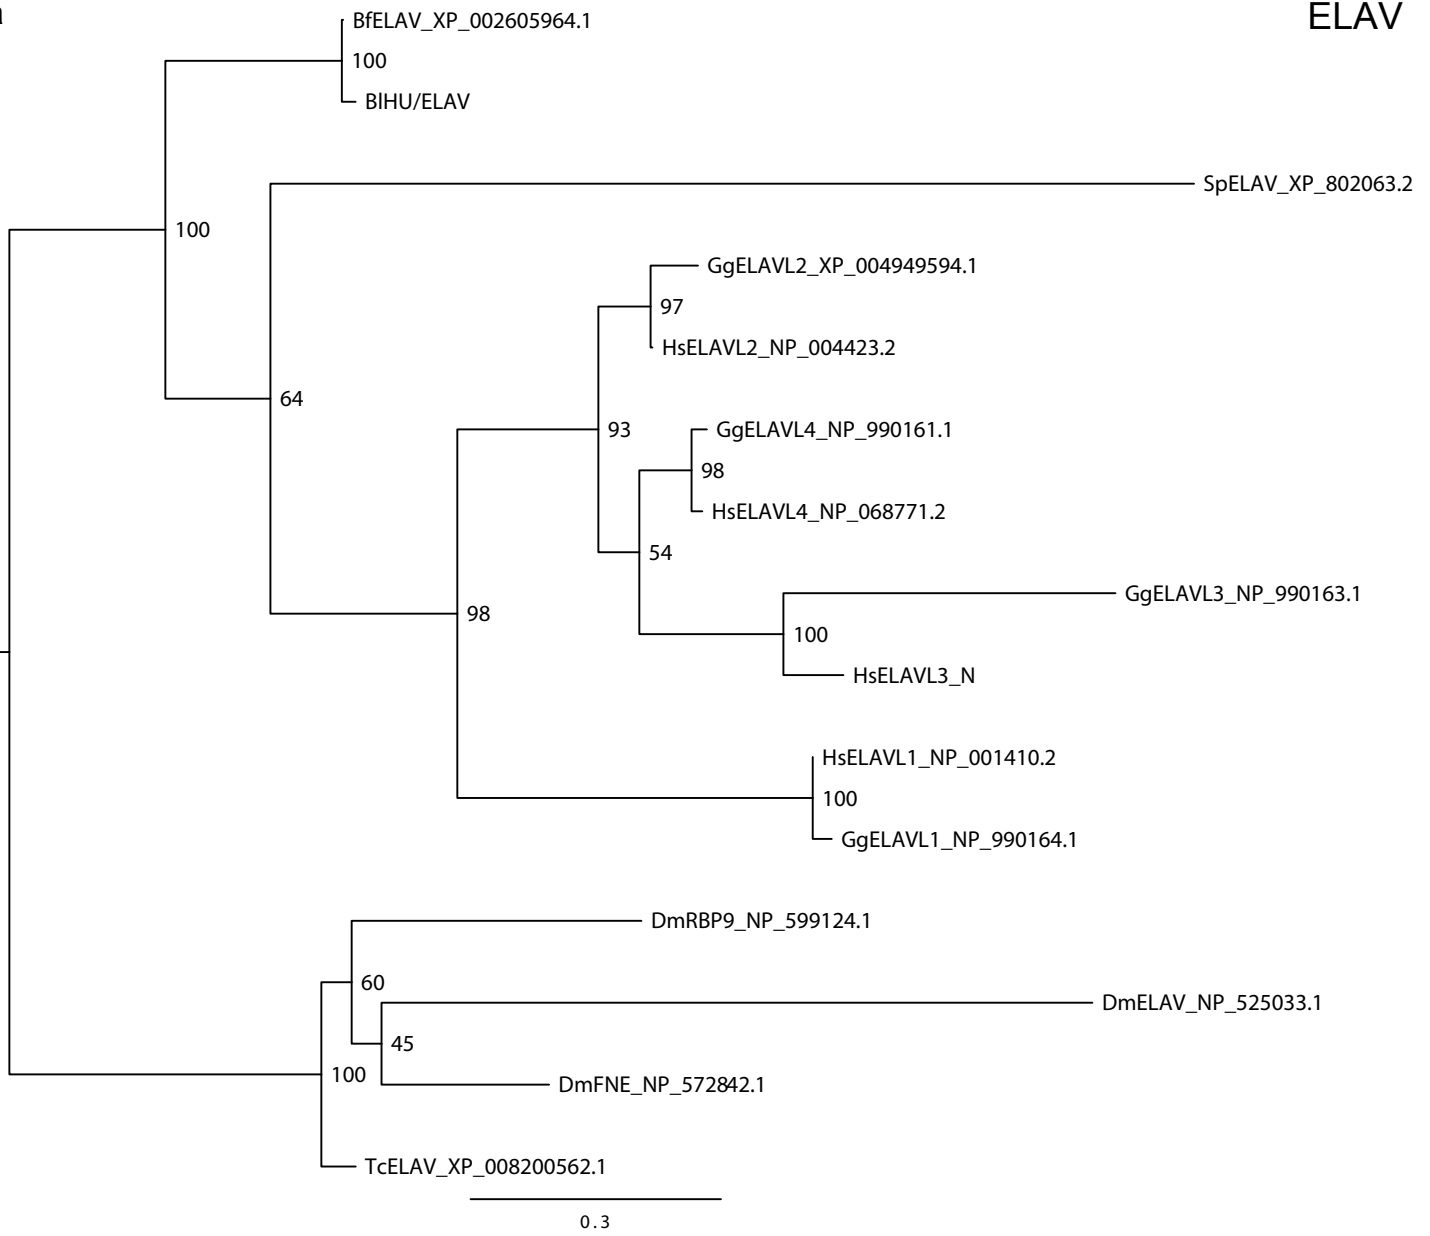 ELAV
BfELAV_XP_002605964.1
100
BlHU/ELAV
SpELAV_XP_802063.2
100
GgELAVL2_XP_004949594.1
97
HsELAVL2_NP_004423.2
64
93
GgELAVL4_NP_990161.1
98
HsELAVL4_NP_068771.2
54
GgELAVL3_NP_990163.1
98
100
HsELAVL3_N
HsELAVL1_NP_001410.2
100
GgELAVL1_NP_990164.1
DmRBP9_NP_599124.1
60
DmELAV_NP_525033.1
45
100
DmFNE_NP_572842.1
TcELAV_XP_008200562.1
0.3